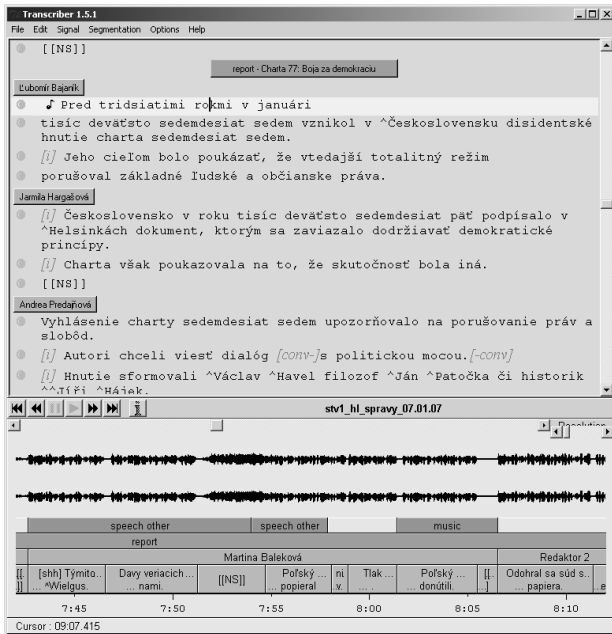 Transcriber 1.5.1
File Edit Signal Segmentation Options Help
[[NS]]
report - Charta 77: Boja za demokraciu
Ľubomír Bajaník
Pred tridsiatimi rokmi v januári
tisíc deväťsto sedemdesiat sedem vznikol v ^Československu disidentské
hnutie charta sedemdesiat sedem.
[i] Jeho cieľom bolo poukázať, že vtedajší totalitný režim
porušoval základné ľudské a občianske práva.
Jarmila Hargašová
[i] Československo v roku tisíc deväťsto sedemdesiat päť podpísalo v
^Helsinkách dokument, ktorým sa zaviazalo dodržiavať demokratické
princípy.
[i] Charta však poukazovala na to, že skutočnosť bola iná.
[[NS]]
Andrea Predajňová
Vyhlásenie charty sedemdesiat sedem upozorňovalo na porušovanie práv a
slobôd.
[i] Autori chceli viesť dialóg [conv-]s politickou mocou.[-conv]
[i] Hnutie sformovali ^Václav ^Havel filozof ^Ján ^Patočka či historik
^^Jiří ^Hájek.
stv1_hl_spravy_07.01.07
Resolution
speech other speech other music
report
Martina Baleková Redaktor 2
[[. [shh] Týmito.. Davy veriacich... [[NS]] Poľský ... ni Tlak ... Poľský ... [[. Odohral sa súd s..
]] ... ^Wielgus. ... nami. ... popieral v. ... . ... donútili. ...] ... papiera. ...e
7:45 7:50 7:55 8:00 8:05 8:10
Cursor : 09:07.415